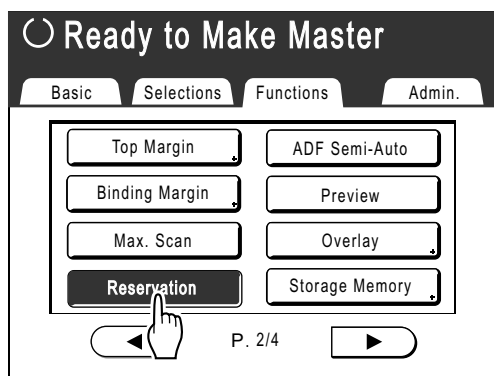 Ready to Make Master
Basic Selections Functions Admin.
Top Margin ADF Semi-Auto
Binding Margin Preview
Max. Scan Overlay
Reservation Storage Memory
P. 2/4